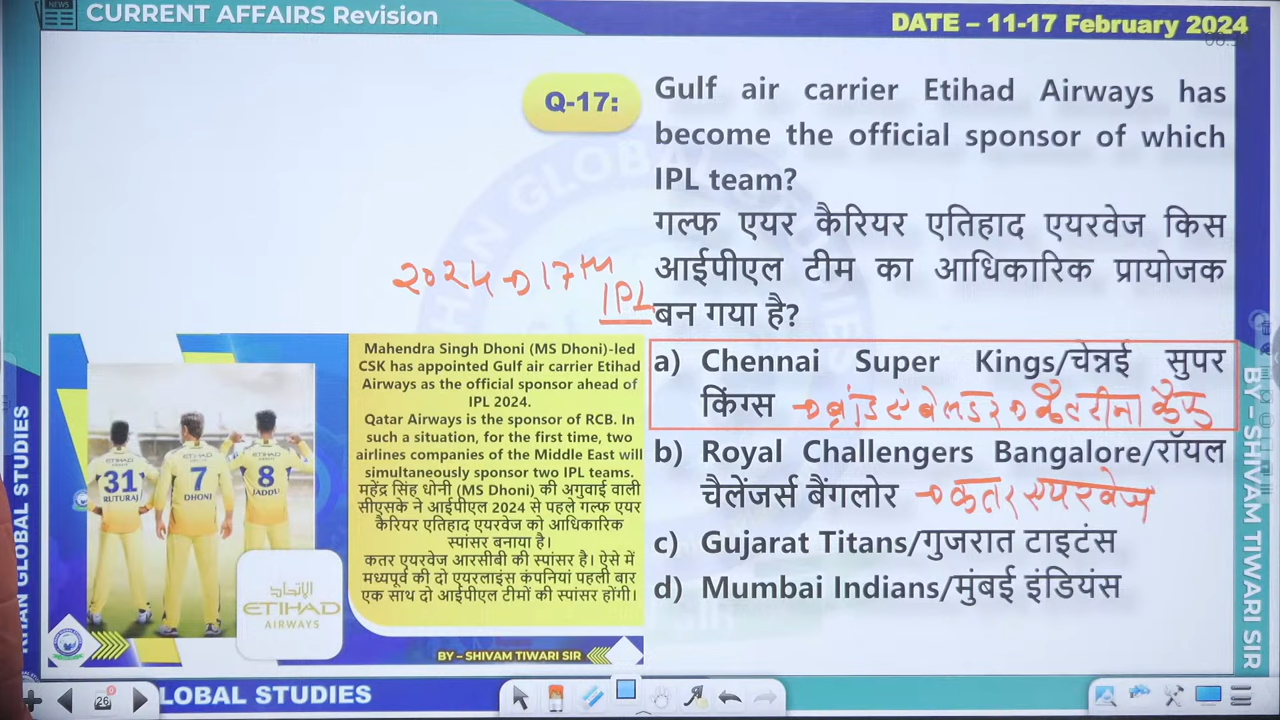 NEWS
CURRENT AFFAIRS Revision
DATE – 11-17 February 2024
Q-17:
Gulf air carrier Etihad Airways has
become the official sponsor of which
IPL team?
गल्फ एयर कैरियर एतिहाद एयरवेज किस
आईपीएल टीम का आधिकारिक प्रायोजक
बन गया है?
2024 → 17th
IPL
a) Chennai Super Kings/चेन्नई सुपर
किंग्स → ब्रांड एंबेसडर → कैटरीना कैफ
b) Royal Challengers Bangalore/रॉयल
चैलेंजर्स बैंगलोर → कतर एयरवेज
c) Gujarat Titans/गुजरात टाइटंस
d) Mumbai Indians/मुंबई इंडियंस
Mahendra Singh Dhoni (MS Dhoni)-led
CSK has appointed Gulf air carrier Etihad
Airways as the official sponsor ahead of
IPL 2024.
Qatar Airways is the sponsor of RCB. In
such a situation, for the first time, two
airlines companies of the Middle East will
simultaneously sponsor two IPL teams.
महेंद्र सिंह धोनी (MS Dhoni) की अगुवाई वाली
सीएसके ने आईपीएल 2024 से पहले गल्फ एयर
कैरियर एतिहाद एयरवेज को आधिकारिक
स्पांसर बनाया है।
कतर एयरवेज आरसीबी की स्पांसर है। ऐसे में
मध्यपूर्व की दो एयरलाइंस कंपनियां पहली बार
एक साथ दो आईपीएल टीमों की स्पांसर होंगी।
BY – SHIVAM TIWARI SIR
ETIHAD
31
RUTURAJ
ETIHAD
7
DHONI
ETIHAD
8
JADDU
الاتحاد
ETIHAD
AIRWAYS
KHAN GLOBAL STUDIES
BY – SHIVAM TIWARI SIR
26
LOBAL STUDIES